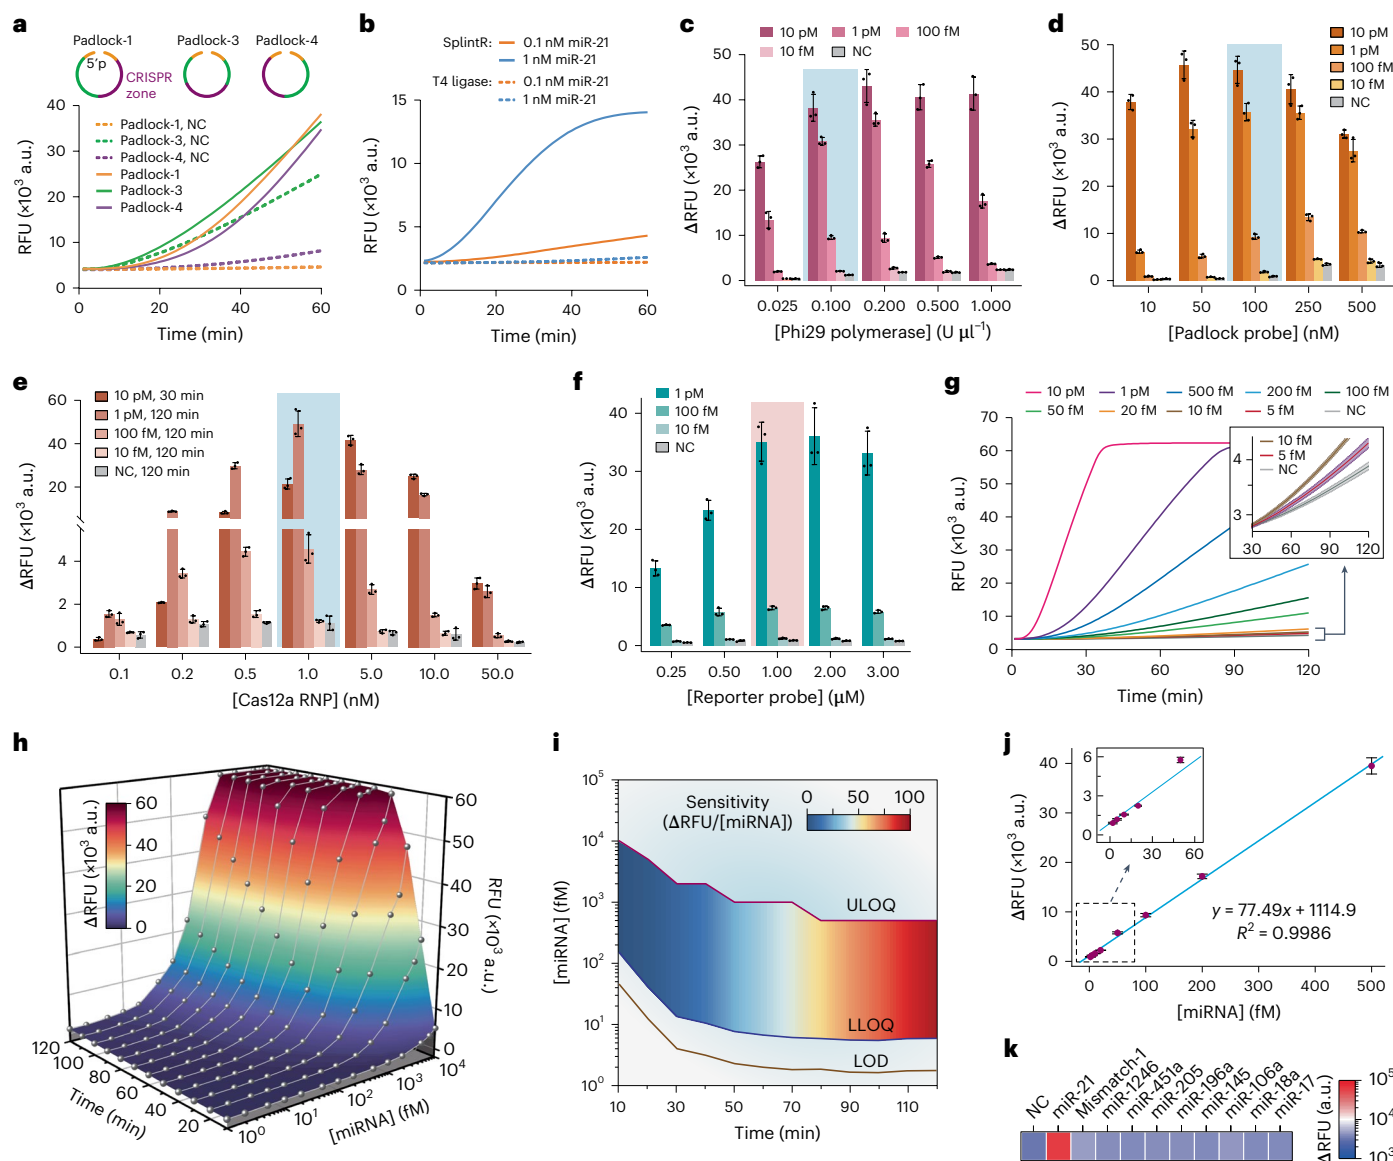 a
Padlock-1
Padlock-3
Padlock-4
5'p
CRISPR
zone
40
30
20
10
0
RFU (×10³ a.u.)
Padlock-1, NC
Padlock-3, NC
Padlock-4, NC
Padlock-1
Padlock-3
Padlock-4
0 20 40 60
Time (min)
b
SplintR: 0.1 nM miR-21
1 nM miR-21
T4 ligase: 0.1 nM miR-21
1 nM miR-21
15
10
5
0
RFU (×10³ a.u.)
0 20 40 60
Time (min)
c
10 pM 1 pM 100 fM
10 fM NC
50
40
30
20
10
0
ΔRFU (×10³ a.u.)
0.025 0.100 0.200 0.500 1.000
[Phi29 polymerase] (U μl⁻¹)
d
10 pM
1 pM
100 fM
10 fM
NC
50
40
30
20
10
0
ΔRFU (×10³ a.u.)
10 50 100 250 500
[Padlock probe] (nM)
e
10 pM, 30 min
1 pM, 120 min
100 fM, 120 min
10 fM, 120 min
NC, 120 min
60
40
20
4
2
0
ΔRFU (×10³ a.u.)
0.1 0.2 0.5 1.0 5.0 10.0 50.0
[Cas12a RNP] (nM)
f
1 pM
100 fM
10 fM
NC
40
30
20
10
0
ΔRFU (×10³ a.u.)
0.25 0.50 1.00 2.00 3.00
[Reporter probe] (μM)
g
10 pM 1 pM 500 fM 200 fM 100 fM
50 fM 20 fM 10 fM 5 fM NC
70
60
50
40
30
20
10
0
RFU (×10³ a.u.)
10 fM
5 fM
NC
4
3
30 60 90 120
0 30 60 90 120
Time (min)
h
ΔRFU (×10³ a.u.)
60
40
20
0
60
50
40
30
20
10
0
RFU (×10³ a.u.)
120
100
80
60
40
20
Time (min)
10⁰ 10¹ 10² 10³ 10⁴
[miRNA] (fM)
i
Sensitivity
(ΔRFU/[miRNA])
0 50 100
10⁵
10⁴
10³
10²
10¹
10⁰
[miRNA] (fM)
ULOQ
LLOQ
LOD
10 30 50 70 90 110
Time (min)
j
40
30
20
10
0
ΔRFU (×10³ a.u.)
6
3
0
0 30 60
y = 77.49x + 1114.9
R² = 0.9986
0 100 200 300 400 500
[miRNA] (fM)
k
NC
miR-21
Mismatch-1
miR-1246
miR-451a
miR-205
miR-196a
miR-145
miR-106a
miR-18a
miR-17
ΔRFU (a.u.)
10⁵
10⁴
10³